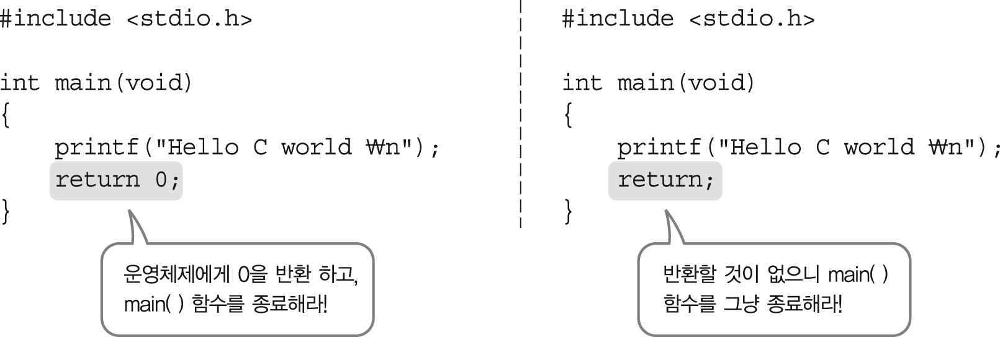 #include <stdio.h>
int main(void)
{
printf("Hello C world ₩n");
return 0;
}
운영체제에게 0을 반환 하고,
main( ) 함수를 종료해라!
#include <stdio.h>
int main(void)
{
printf("Hello C world ₩n");
return;
}
반환할 것이 없으니 main( )
함수를 그냥 종료해라!